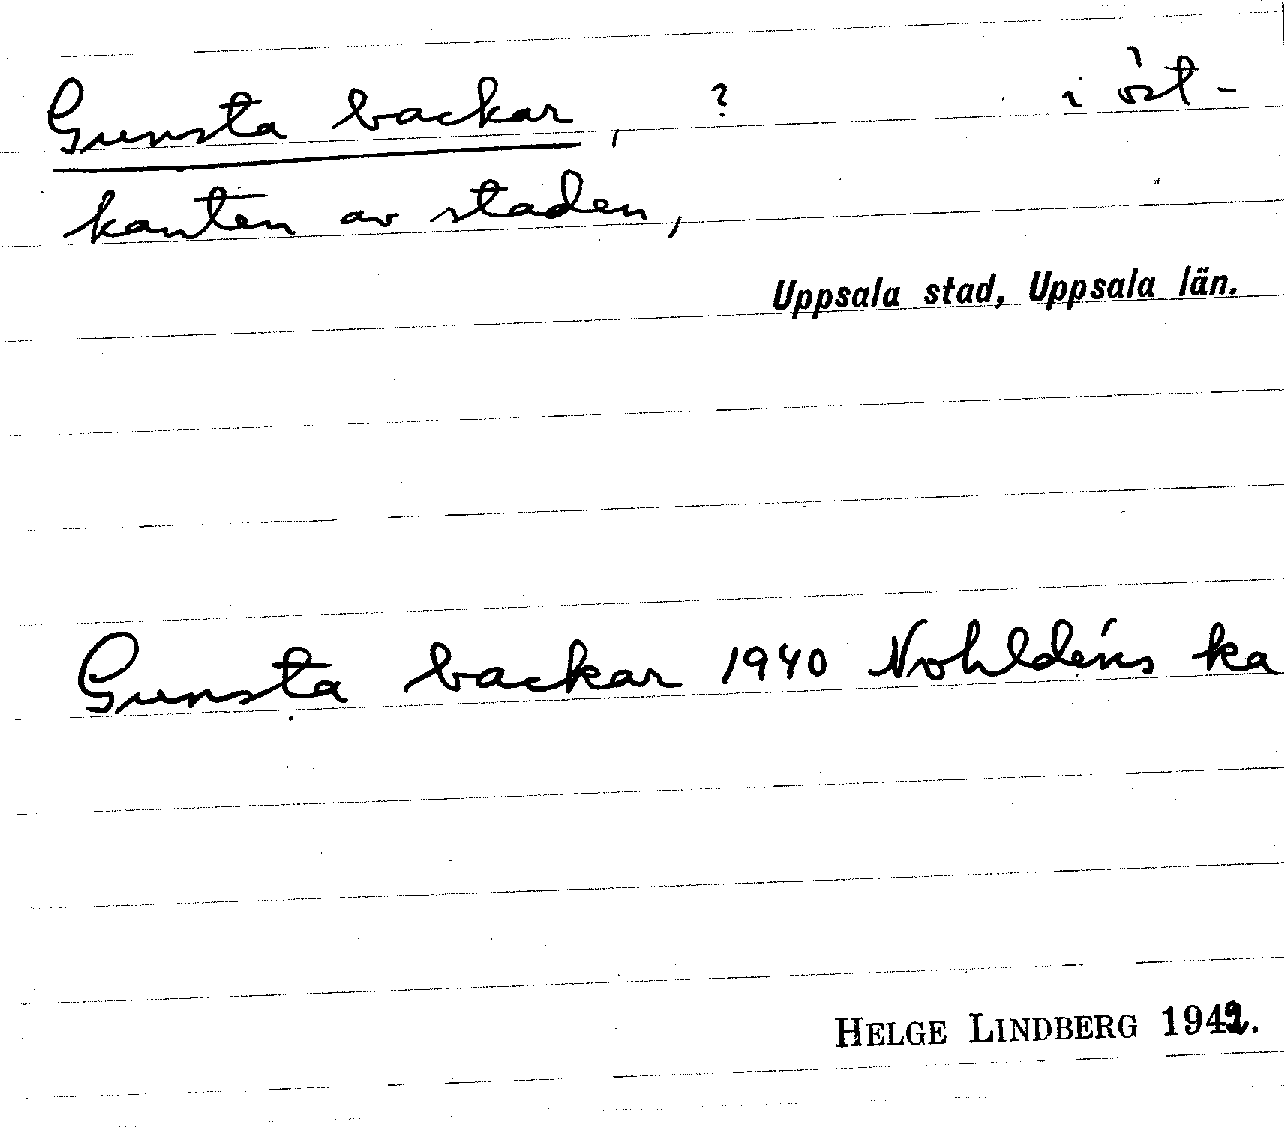 Gunsta backar, ? i öst-
kanten av staden,
Uppsala stad, Uppsala län.
Gunsta backar 1940 Nohldéns ka
HELGE LINDBERG 1942.